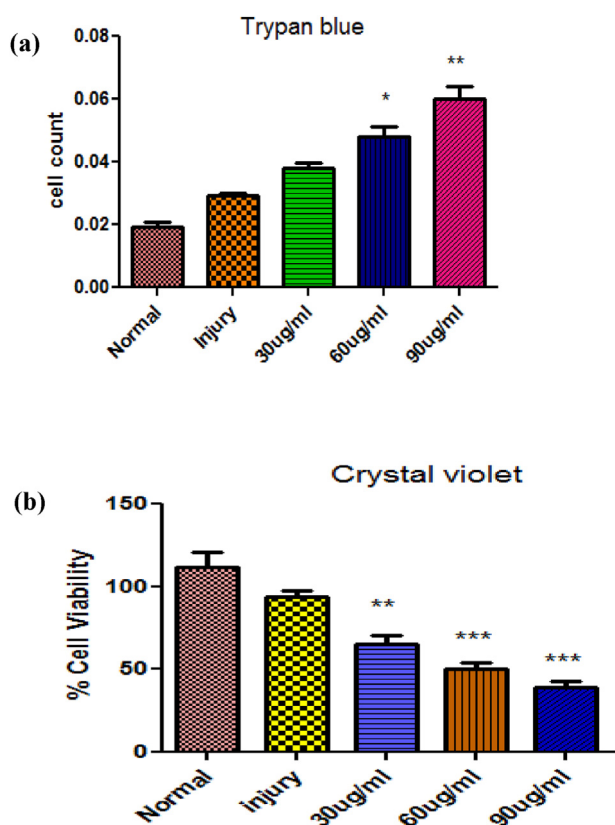 (a)
Trypan blue
cell count
0.08
0.06
0.04
0.02
0.00
*
**
Normal
Injury
30ug/ml
60ug/ml
90ug/ml
(b)
Crystal violet
% Cell Viability
150
100
50
0
**
***
***
Normal
injury
30ug/ml
60ug/ml
90ug/ml